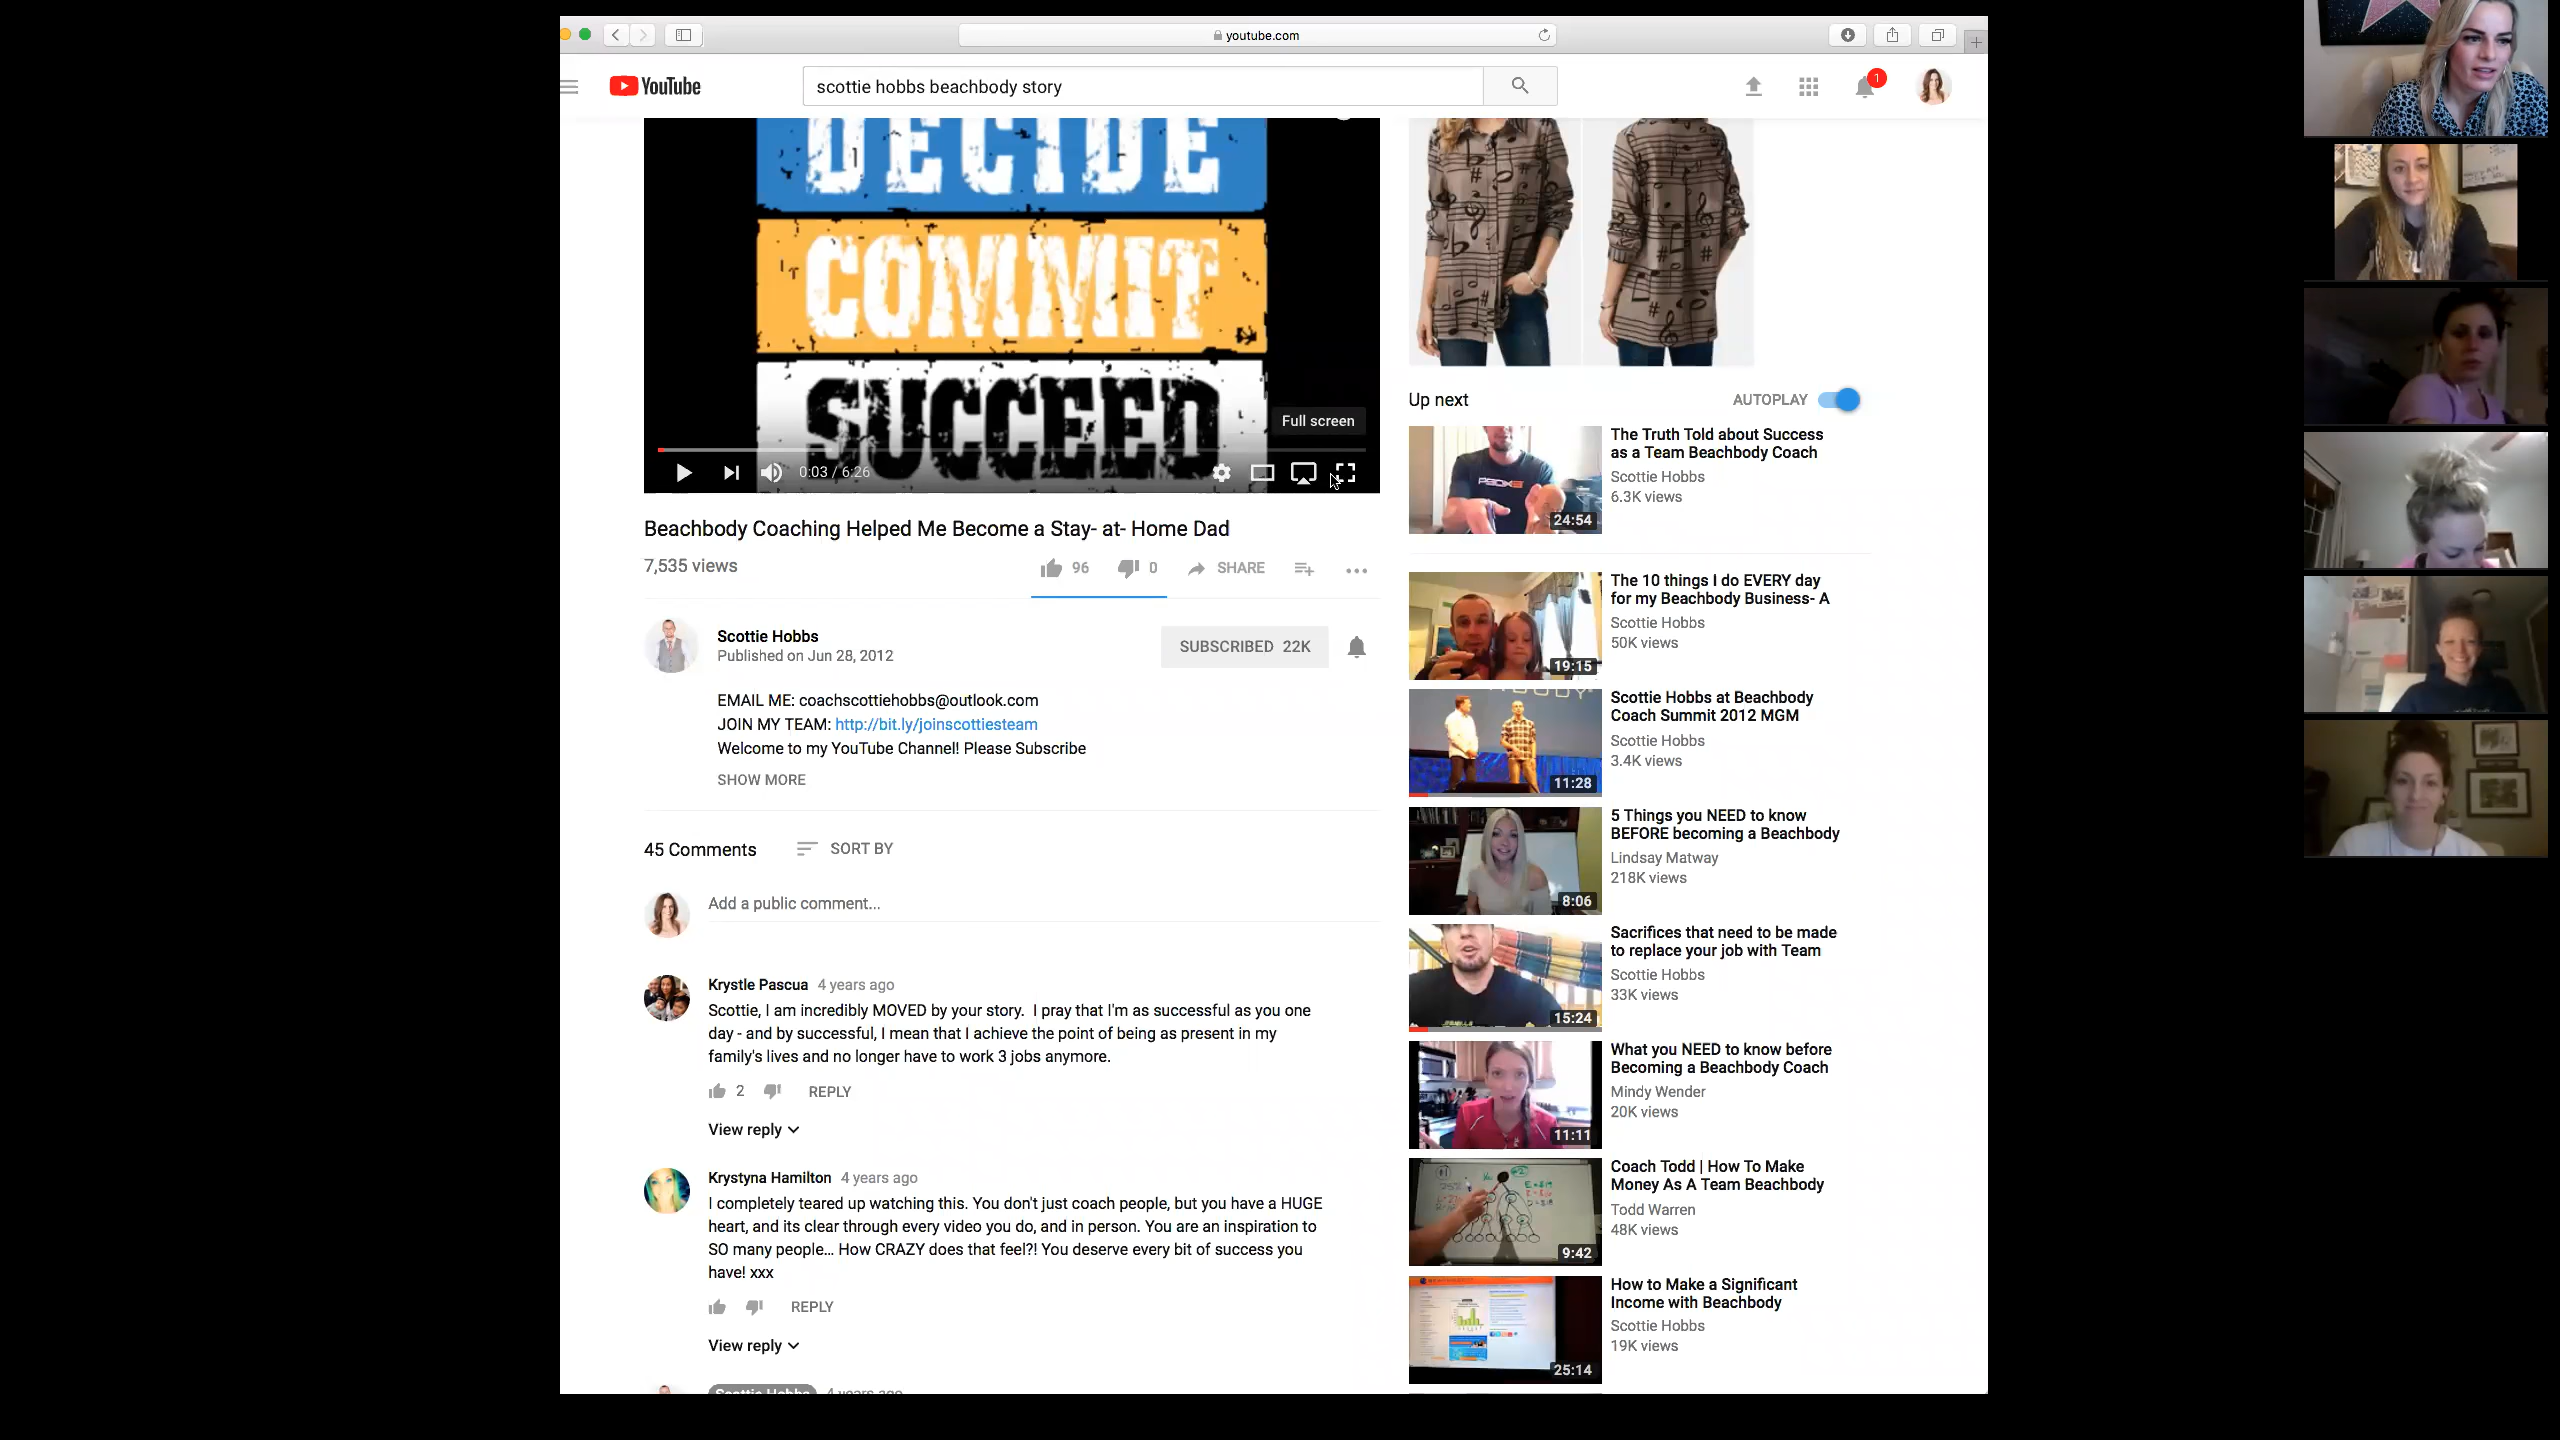 youtube.com
YouTube
scottie hobbs beachbody story
1
DECIDE
COMMIT
SUCCEED
Full screen
0:03 / 6:26
Beachbody Coaching Helped Me Become a Stay- at- Home Dad
7,535 views
96
0
SHARE
Scottie Hobbs
Published on Jun 28, 2012
SUBSCRIBED 22K
EMAIL ME: coachscottiehobbs@outlook.com
JOIN MY TEAM: http://bit.ly/joinscottiesteam
Welcome to my YouTube Channel! Please Subscribe
SHOW MORE
45 Comments
SORT BY
Add a public comment...
Krystle Pascua 4 years ago
Scottie, I am incredibly MOVED by your story. I pray that I'm as successful as you one
day - and by successful, I mean that I achieve the point of being as present in my
family's lives and no longer have to work 3 jobs anymore.
2
REPLY
View reply
Krystyna Hamilton 4 years ago
I completely teared up watching this. You don't just coach people, but you have a HUGE
heart, and its clear through every video you do, and in person. You are an inspiration to
SO many people... How CRAZY does that feel?! You deserve every bit of success you
have! xxx
REPLY
View reply
Scottie Hobbs 4 years ago
Up next
AUTOPLAY
The Truth Told about Success
as a Team Beachbody Coach
Scottie Hobbs
6.3K views
24:54
The 10 things I do EVERY day
for my Beachbody Business- A
Scottie Hobbs
50K views
19:15
Scottie Hobbs at Beachbody
Coach Summit 2012 MGM
Scottie Hobbs
3.4K views
11:28
5 Things you NEED to know
BEFORE becoming a Beachbody
Lindsay Matway
218K views
8:06
Sacrifices that need to be made
to replace your job with Team
Scottie Hobbs
33K views
15:24
What you NEED to know before
Becoming a Beachbody Coach
Mindy Wender
20K views
11:11
Coach Todd | How To Make
Money As A Team Beachbody
Todd Warren
48K views
9:42
How to Make a Significant
Income with Beachbody
Scottie Hobbs
19K views
25:14